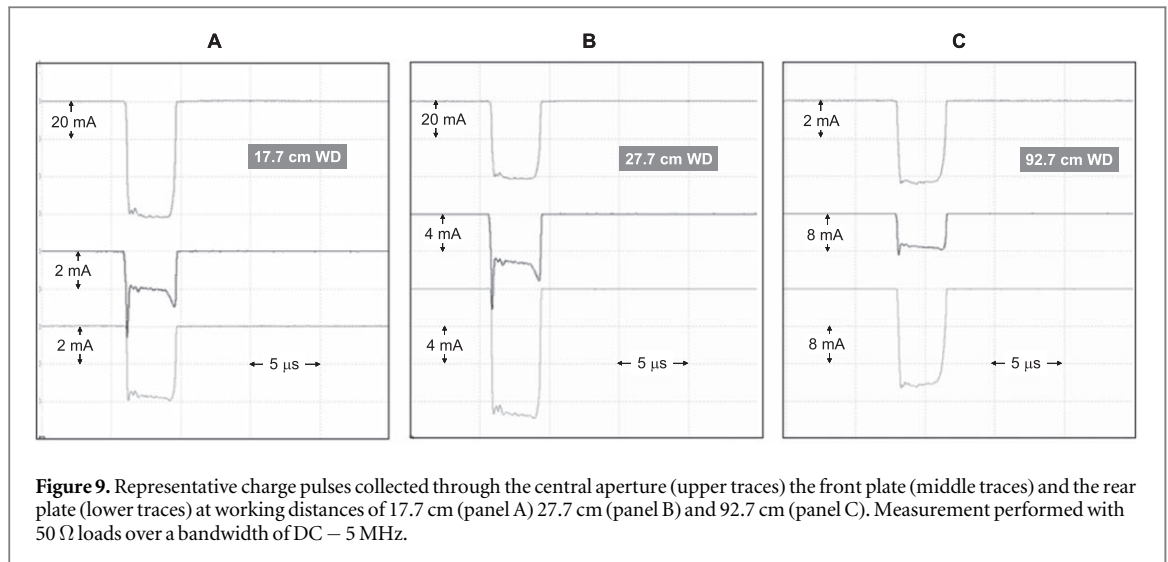 A
B
C
20 mA
17.7 cm WD
2 mA
2 mA
5 μs
20 mA
27.7 cm WD
4 mA
4 mA
5 μs
2 mA
92.7 cm WD
8 mA
8 mA
5 μs
Figure 9. Representative charge pulses collected through the central aperture (upper traces) the front plate (middle traces) and the rear
plate (lower traces) at working distances of 17.7 cm (panel A) 27.7 cm (panel B) and 92.7 cm (panel C). Measurement performed with
50 Ω loads over a bandwidth of DC − 5 MHz.